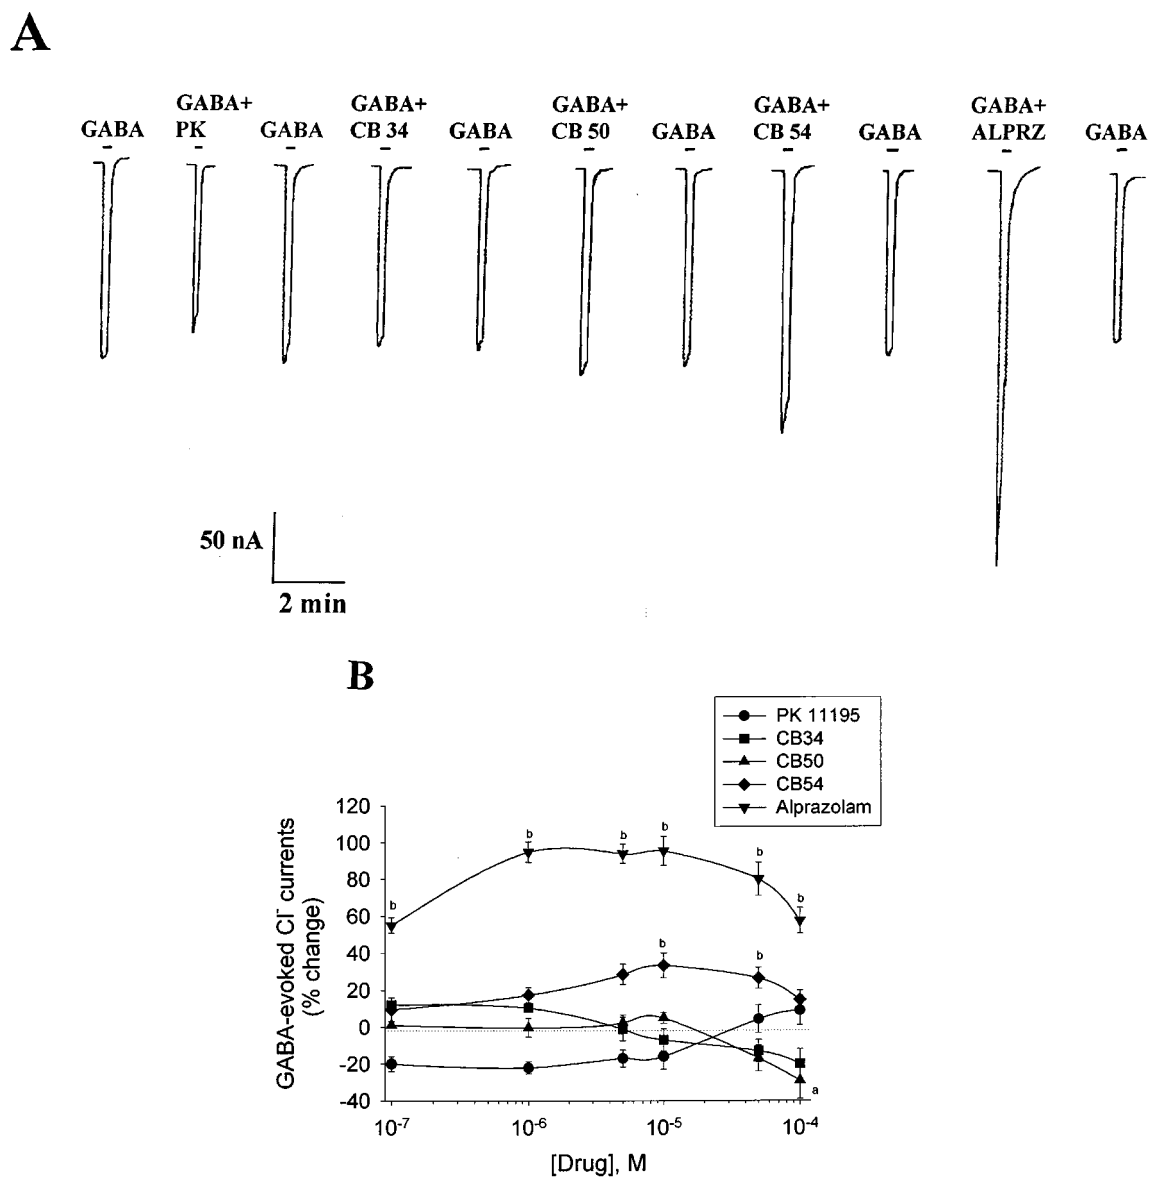 A
GABA+ GABA+ GABA+ GABA+ GABA+
GABA PK GABA CB 34 GABA CB 50 GABA CB 54 GABA ALPRZ GABA
50 nA
2 min
B
PK 11195
CB34
CB50
CB54
Alprazolam
GABA-evoked Cl⁻ currents
(% change)
120
100
80
60
40
20
0
-20
-40
b b b b b b
b b
a
10⁻⁷ 10⁻⁶ 10⁻⁵ 10⁻⁴
[Drug], M